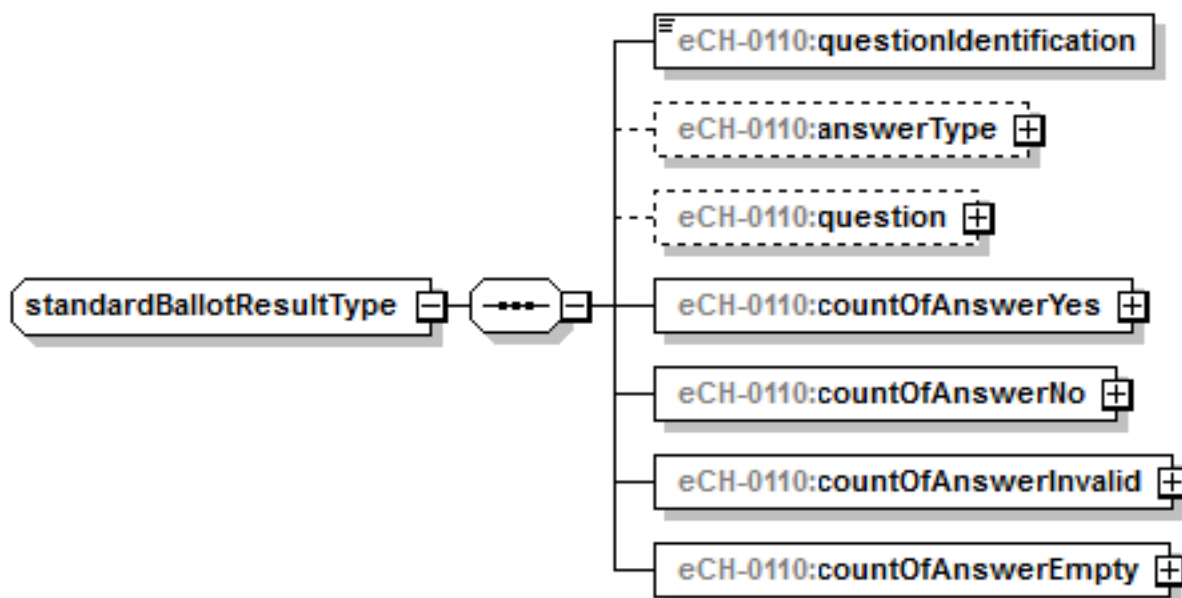 eCH-0110:questionIdentification
eCH-0110:answerType
eCH-0110:question
standardBallotResultType
eCH-0110:countOfAnswerYes
eCH-0110:countOfAnswerNo
eCH-0110:countOfAnswerInvalid
eCH-0110:countOfAnswerEmpty